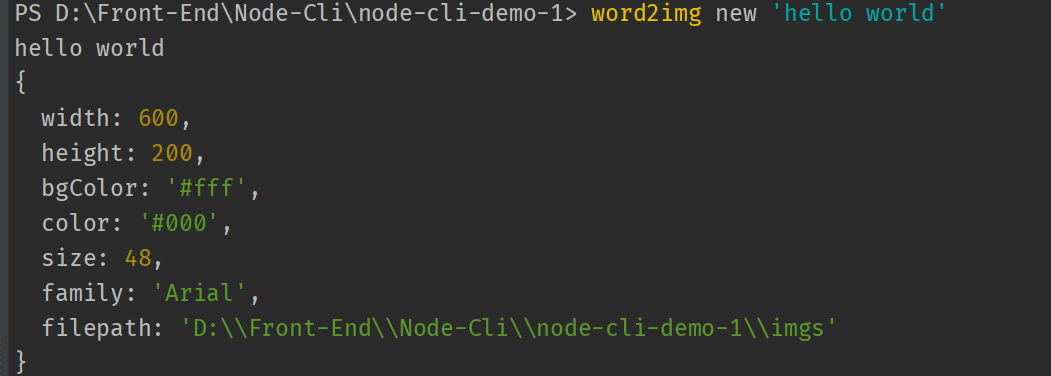 PS D:\Front-End\Node-Cli\node-cli-demo-1> word2img new 'hello world'
hello world
{
  width: 600,
  height: 200,
  bgColor: '#fff',
  color: '#000',
  size: 48,
  family: 'Arial',
  filepath: 'D:\\Front-End\\Node-Cli\\node-cli-demo-1\\imgs'
}